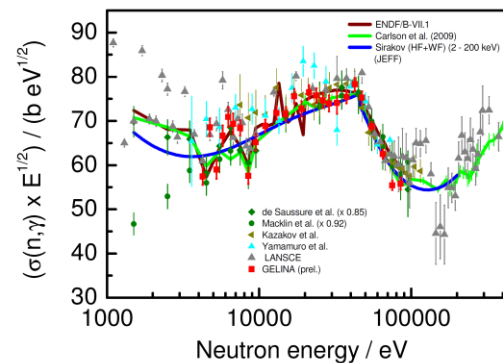 90
80
70
60
50
40
30
(σ(n,γ) x E^1/2) / (b eV^1/2)
ENDF/B-VII.1
Carlson et al. (2009)
Sirakov (HF+WF) (2 - 200 keV)
(JEFF)
de Saussure et al. (x 0.85)
Macklin et al. (x 0.92)
Kazakov et al.
Yamamuro et al.
LANSCE
GELINA (prel.)
1000 10000 100000
Neutron energy / eV